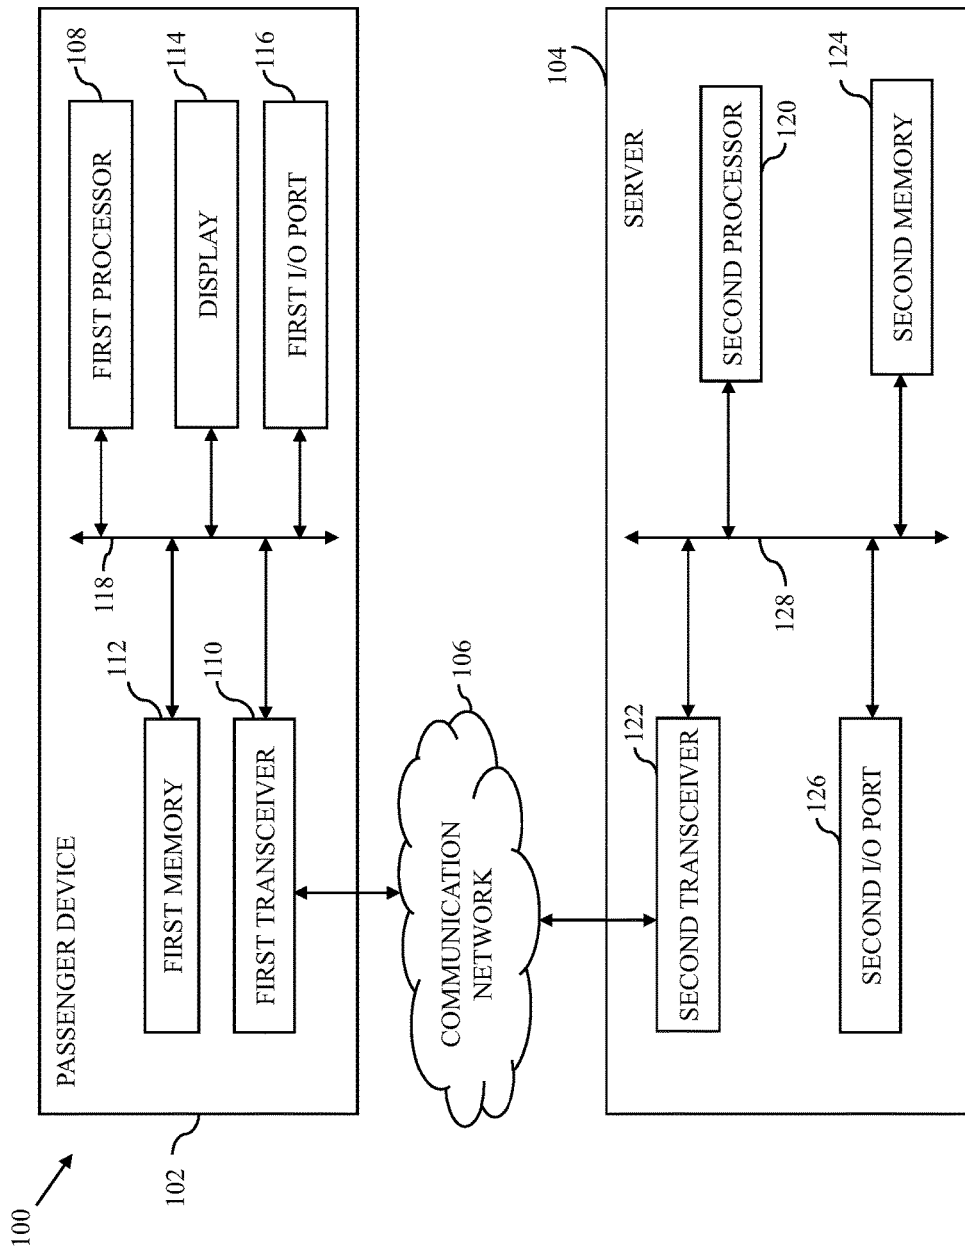 100
102
PASSENGER DEVICE
FIRST MEMORY
112
FIRST TRANSCEIVER
110
118
FIRST PROCESSOR
108
DISPLAY
114
FIRST I/O PORT
116
COMMUNICATION
NETWORK
106
104
SERVER
SECOND TRANSCEIVER
122
SECOND I/O PORT
126
128
SECOND PROCESSOR
120
SECOND MEMORY
124